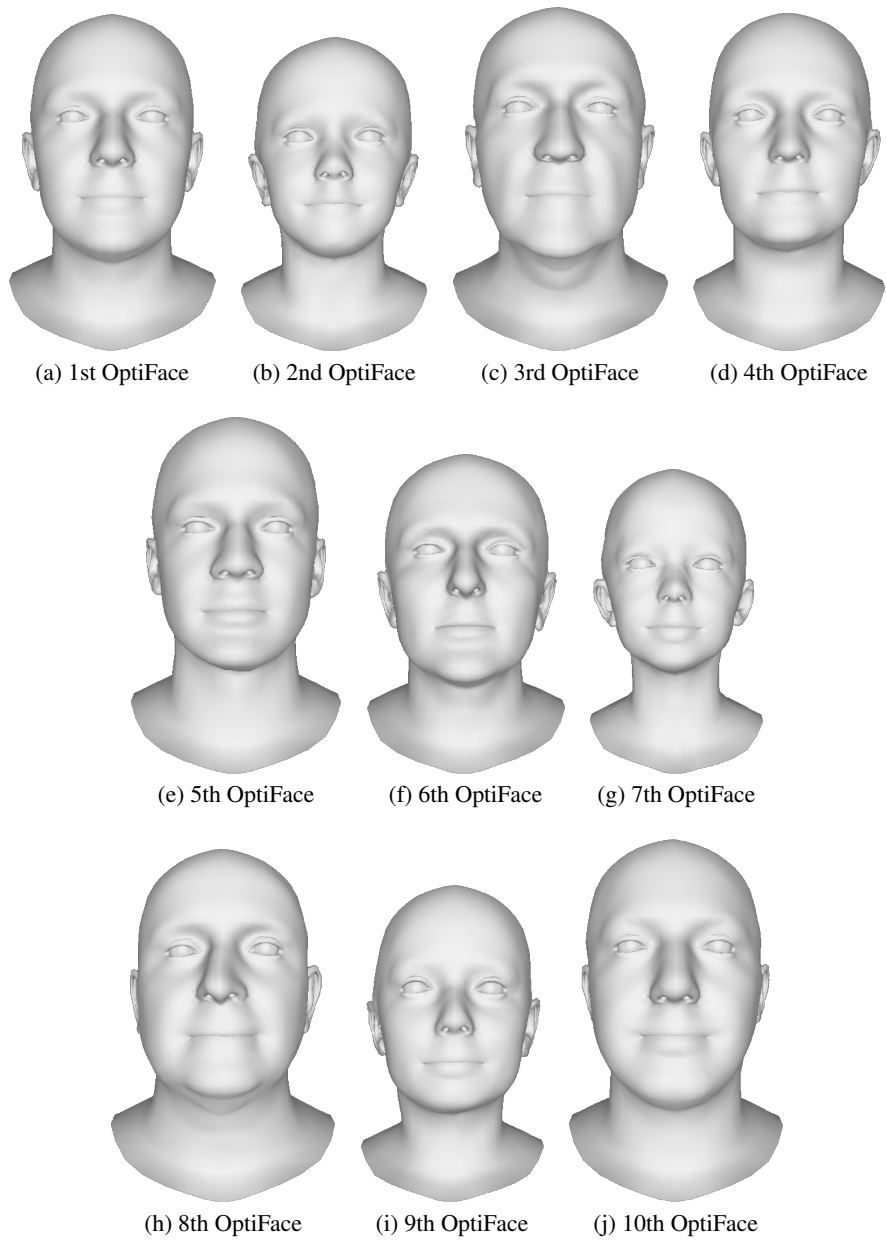 (a) 1st OptiFace (b) 2nd OptiFace (c) 3rd OptiFace (d) 4th OptiFace
(e) 5th OptiFace (f) 6th OptiFace (g) 7th OptiFace
(h) 8th OptiFace (i) 9th OptiFace (j) 10th OptiFace